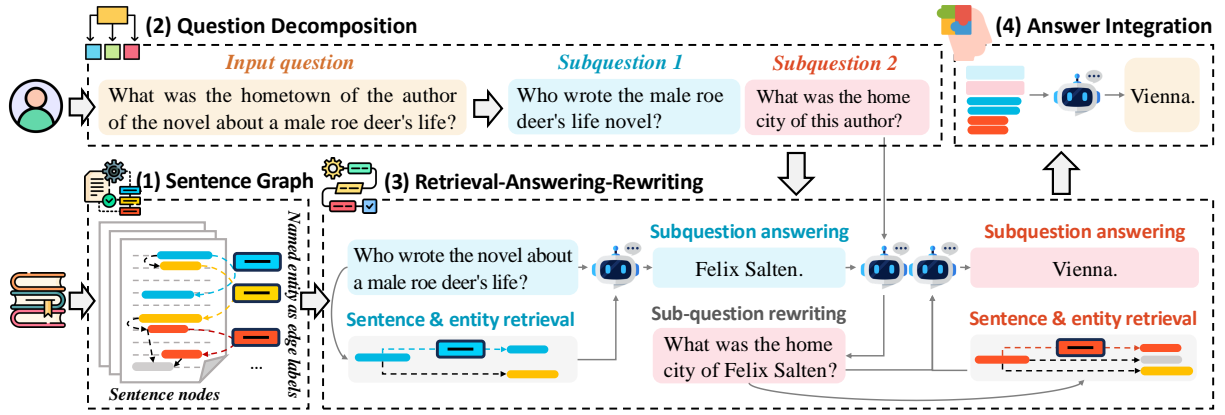 (2) Question Decomposition
(4) Answer Integration
Input question
Subquestion 1
Subquestion 2
What was the hometown of the author
of the novel about a male roe deer's life?
Who wrote the male roe
deer's life novel?
What was the home
city of this author?
Vienna.
(1) Sentence Graph
(3) Retrieval-Answering-Rewriting
Named entity as edge labels
Subquestion answering
Subquestion answering
Who wrote the novel about
a male roe deer's life?
Felix Salten.
Vienna.
Sentence & entity retrieval
Sub-question rewriting
Sentence & entity retrieval
What was the home
city of Felix Salten?
...
Sentence nodes